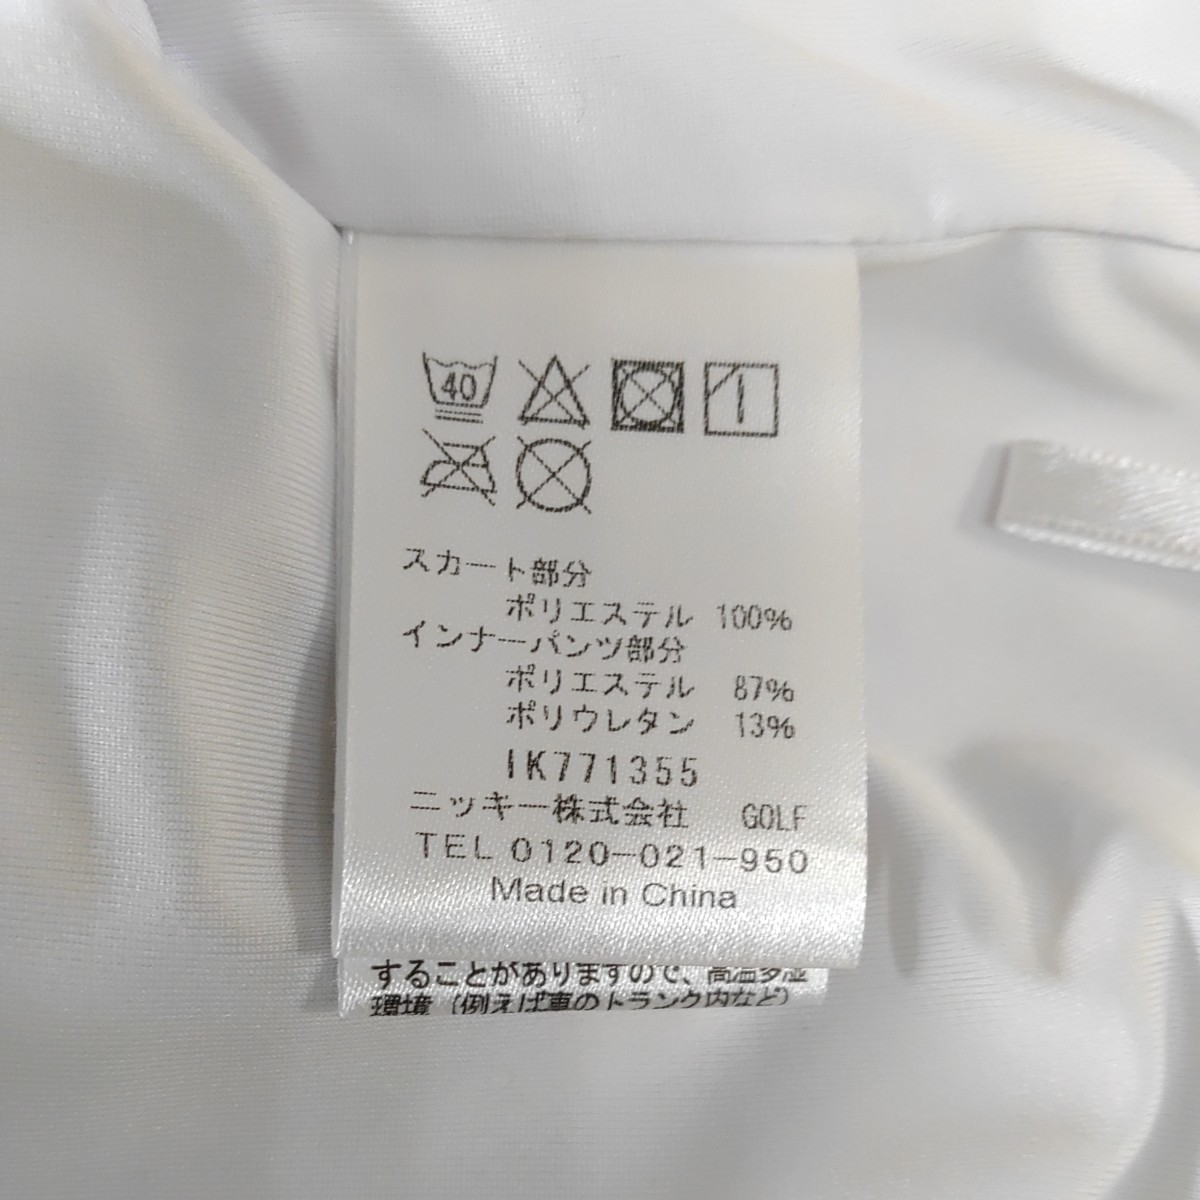 40
スカート部分
ポリエステル 100%
インナーパンツ部分
ポリエステル 87%
ポリウレタン 13%
IK771355
ニッキー株式会社 GOLF
TEL 0120-021-950
Made in China
することがありますので、高温多湿
環境（例えば車のトランク内など）